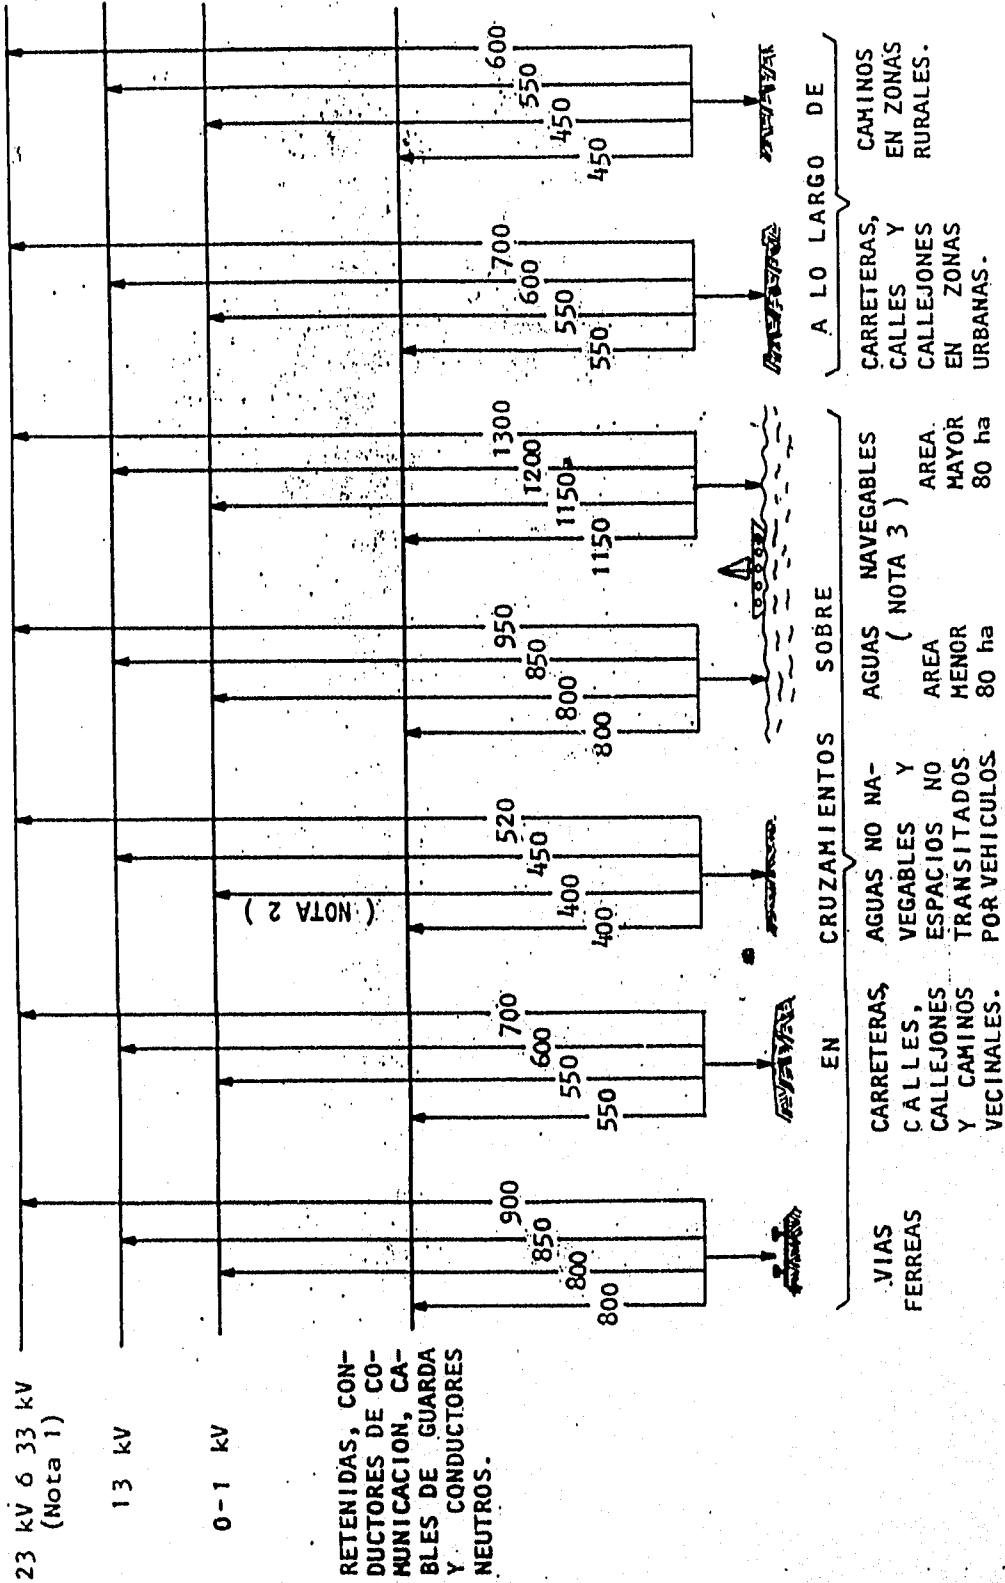 23 kV ó 33 kV
(Nota 1)
13 kV
0-1 kV
RETENIDAS, CON-
DUCTORES DE CO-
MUNICACION, CA-
BLES DE GUARDA
Y CONDUCTORES
NEUTROS.
900
850
800
800
700
600
550
550
520
450
400
400
( NOTA 2 )
950
850
800
800
1300
1200
1150
1150
700
600
550
550
600
550
450
450
EN CRUZAMIENTOS SOBRE
A LO LARGO DE
VIAS
FERREAS
CARRETERAS,
CALLES,
CALLEJONES
Y CAMINOS
VECINALES.
AGUAS NO NA-
VEGABLES Y
ESPACIOS NO
TRANSITADOS
POR VEHICULOS.
AGUAS NAVEGABLES
( NOTA 3 )
AREA
MENOR
80 ha
AREA.
MAYOR
80 ha
CARRETERAS,
CALLES Y
CALLEJONES
EN ZONAS
URBANAS.
CAMINOS
EN ZONAS
RURALES.